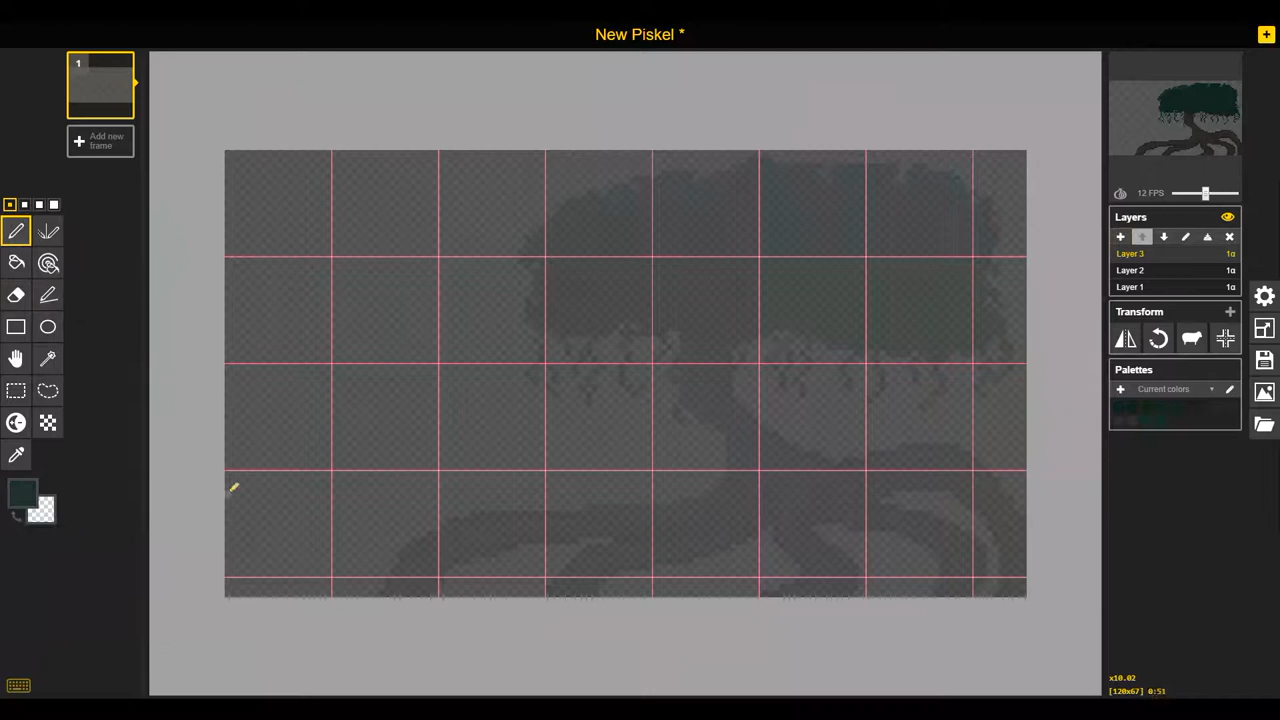 New Piskel *
+
1
Add new
frame
12 FPS
Layers
Layer 3 1α
Layer 2 1α
Layer 1 1α
Transform
Palettes
Current colors
x10.02
[120x67] 0:51